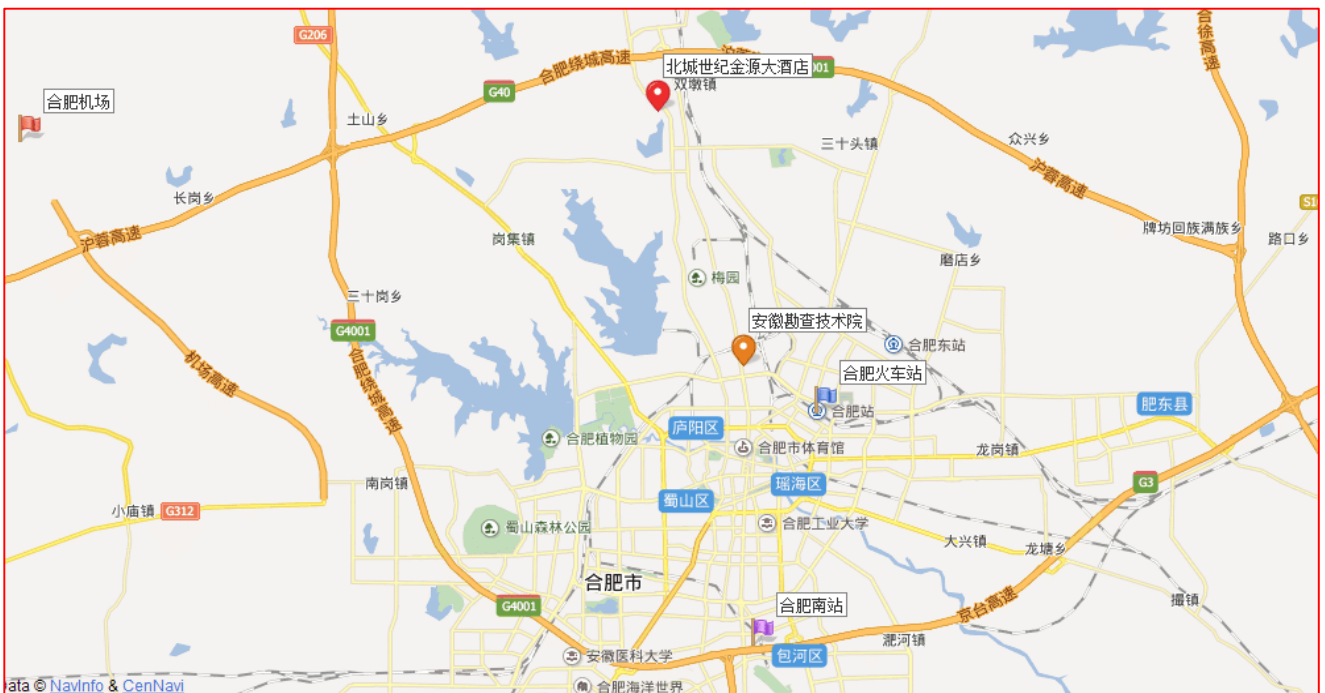 合徐高速
G206
合肥绕城高速
沪蓉
北城世纪金源大酒店
001
双墩镇
G40
合肥机场
土山乡
三十头镇
众兴乡
沪蓉高速
长岗乡
S1
牌坊回族满族乡
路口乡
沪蓉高速
岗集镇
磨店乡
梅园
三十岗乡
安徽勘查技术院
G4001
合肥东站
机场高速
合肥绕城高速
合肥火车站
合肥站
肥东县
庐阳区
合肥植物园
合肥市体育馆
龙岗镇
南岗镇
瑶海区
G3
蜀山区
小庙镇
G312
蜀山森林公园
合肥工业大学
大兴镇
龙塘乡
合肥市
撮镇
G4001
合肥南站
京台高速
淝河镇
安徽医科大学
包河区
合肥海洋世界
ata © NavInfo & CenNavi